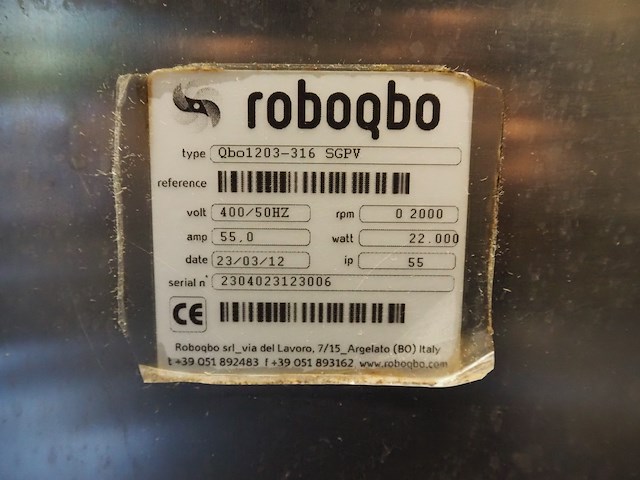 roboqbo
type Qbo1203-316 SGPV
reference
volt 400/50HZ rpm 0 2000
amp 55,0 watt 22.000
date 23/03/12 ip 55
serial n° 2304023123006
CE
Roboqbo srl_via del Lavoro, 7/15_Argelato (BO) Italy
t +39 051 892483 f +39 051 893162 www.roboqbo.com